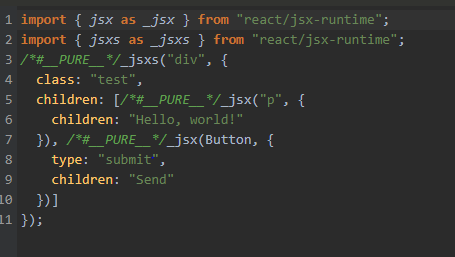 1 import { jsx as _jsx } from "react/jsx-runtime";
2 import { jsxs as _jsxs } from "react/jsx-runtime";
3 /*#__PURE__*/_jsxs("div", {
4   class: "test",
5   children: [/*#__PURE__*/_jsx("p", {
6     children: "Hello, world!"
7   }), /*#__PURE__*/_jsx(Button, {
8     type: "submit",
9     children: "Send"
10   })]
11 });